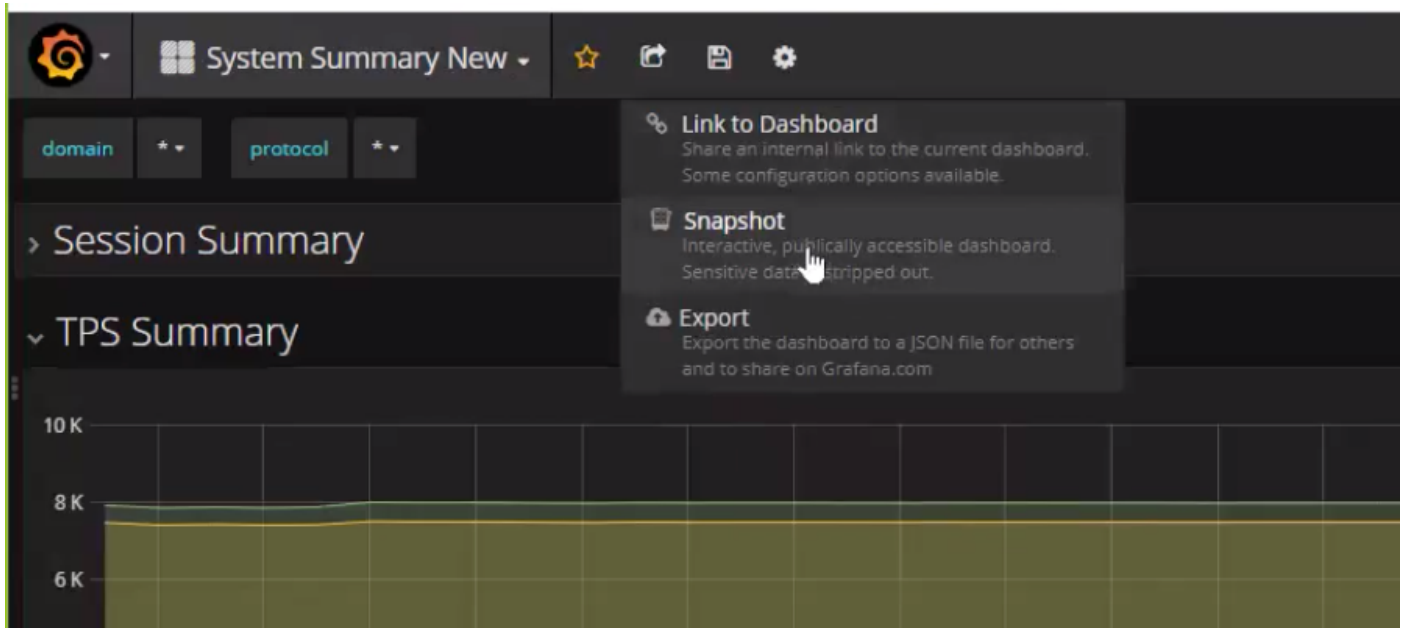 System Summary New
domain * protocol *
Link to Dashboard
Share an internal link to the current dashboard.
Some configuration options available.
Snapshot
Interactive, publically accessible dashboard.
Sensitive data stripped out.
Export
Export the dashboard to a JSON file for others
and to share on Grafana.com
Session Summary
TPS Summary
10 K
8 K
6 K